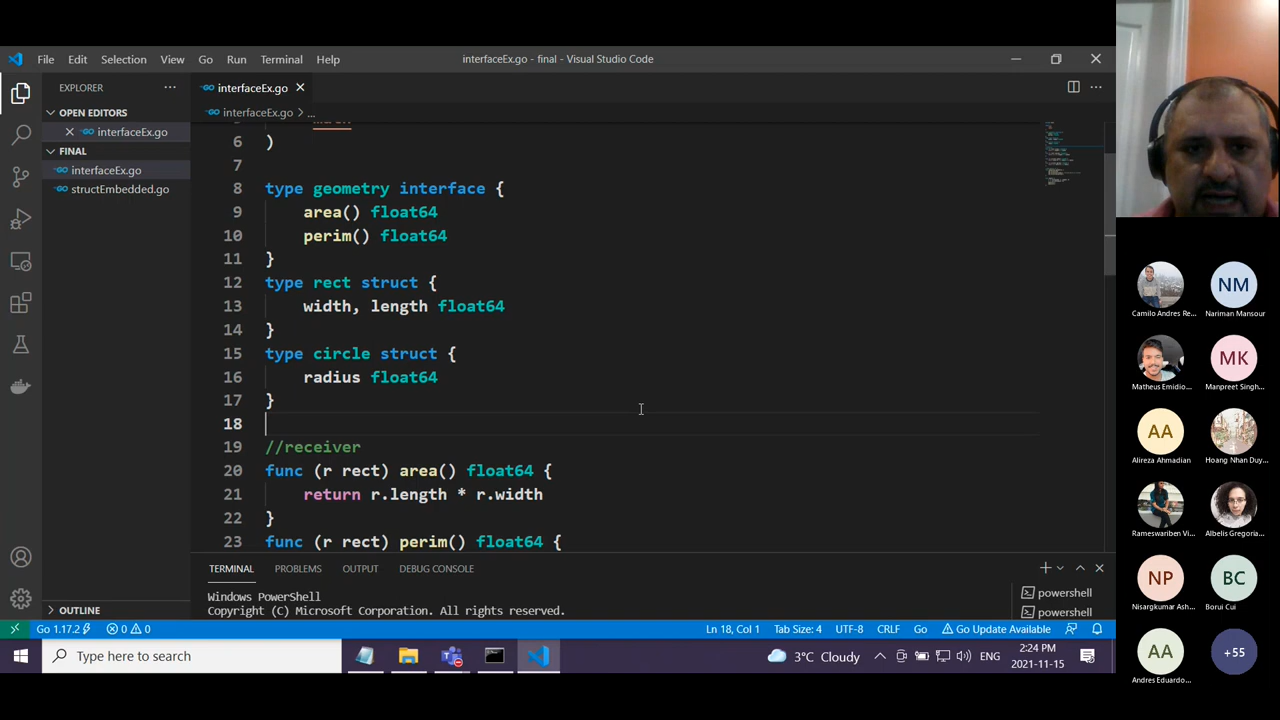 File Edit Selection View Go Run Terminal Help
interfaceEx.go - final - Visual Studio Code
EXPLORER
OPEN EDITORS
interfaceEx.go
FINAL
interfaceEx.go
structEmbedded.go
OUTLINE
interfaceEx.go
interfaceEx.go > ...
6 )
7
8 type geometry interface {
9 area() float64
10 perim() float64
11 }
12 type rect struct {
13 width, length float64
14 }
15 type circle struct {
16 radius float64
17 }
18
19 //receiver
20 func (r rect) area() float64 {
21 return r.length * r.width
22 }
23 func (r rect) perim() float64 {
TERMINAL PROBLEMS OUTPUT DEBUG CONSOLE
Windows PowerShell
Copyright (C) Microsoft Corporation. All rights reserved.
powershell
powershell
Go 1.17.2 0 0 Ln 18, Col 1 Tab Size: 4 UTF-8 CRLF Go Go Update Available
Type here to search
3°C Cloudy ENG
2:24 PM
2021-11-15
Camilo Andres Re...
NM
Nariman Mansour
Matheus Emidio...
MK
Manpreet Singh...
AA
Alireza Ahmadian
Hoang Nhan Duy...
Rameswariben Vi...
Albelis Gregoria...
NP
Nisargkumar Ash...
BC
Borui Cui
AA
Andres Eduardo...
+55